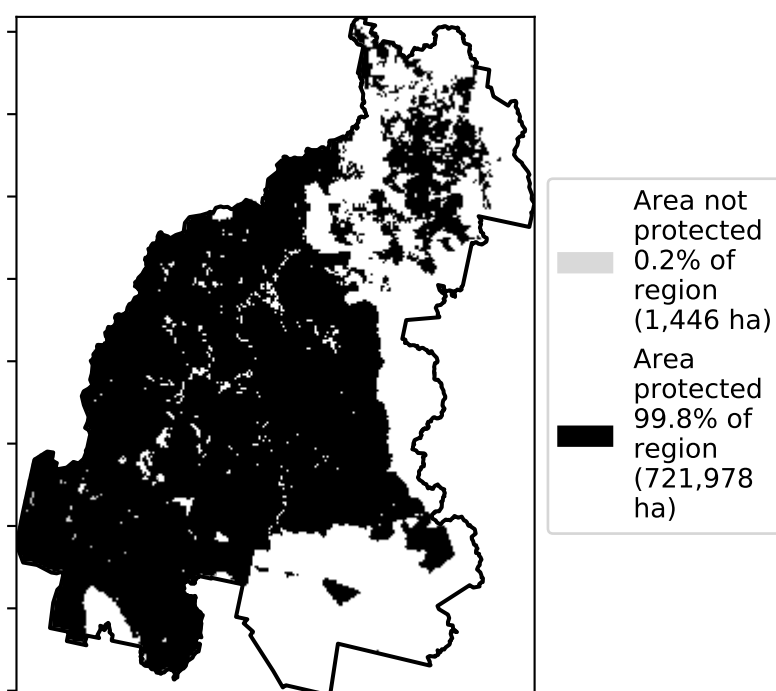 Area not
protected
0.2% of
region
(1,446 ha)
Area
protected
99.8% of
region
(721,978
ha)